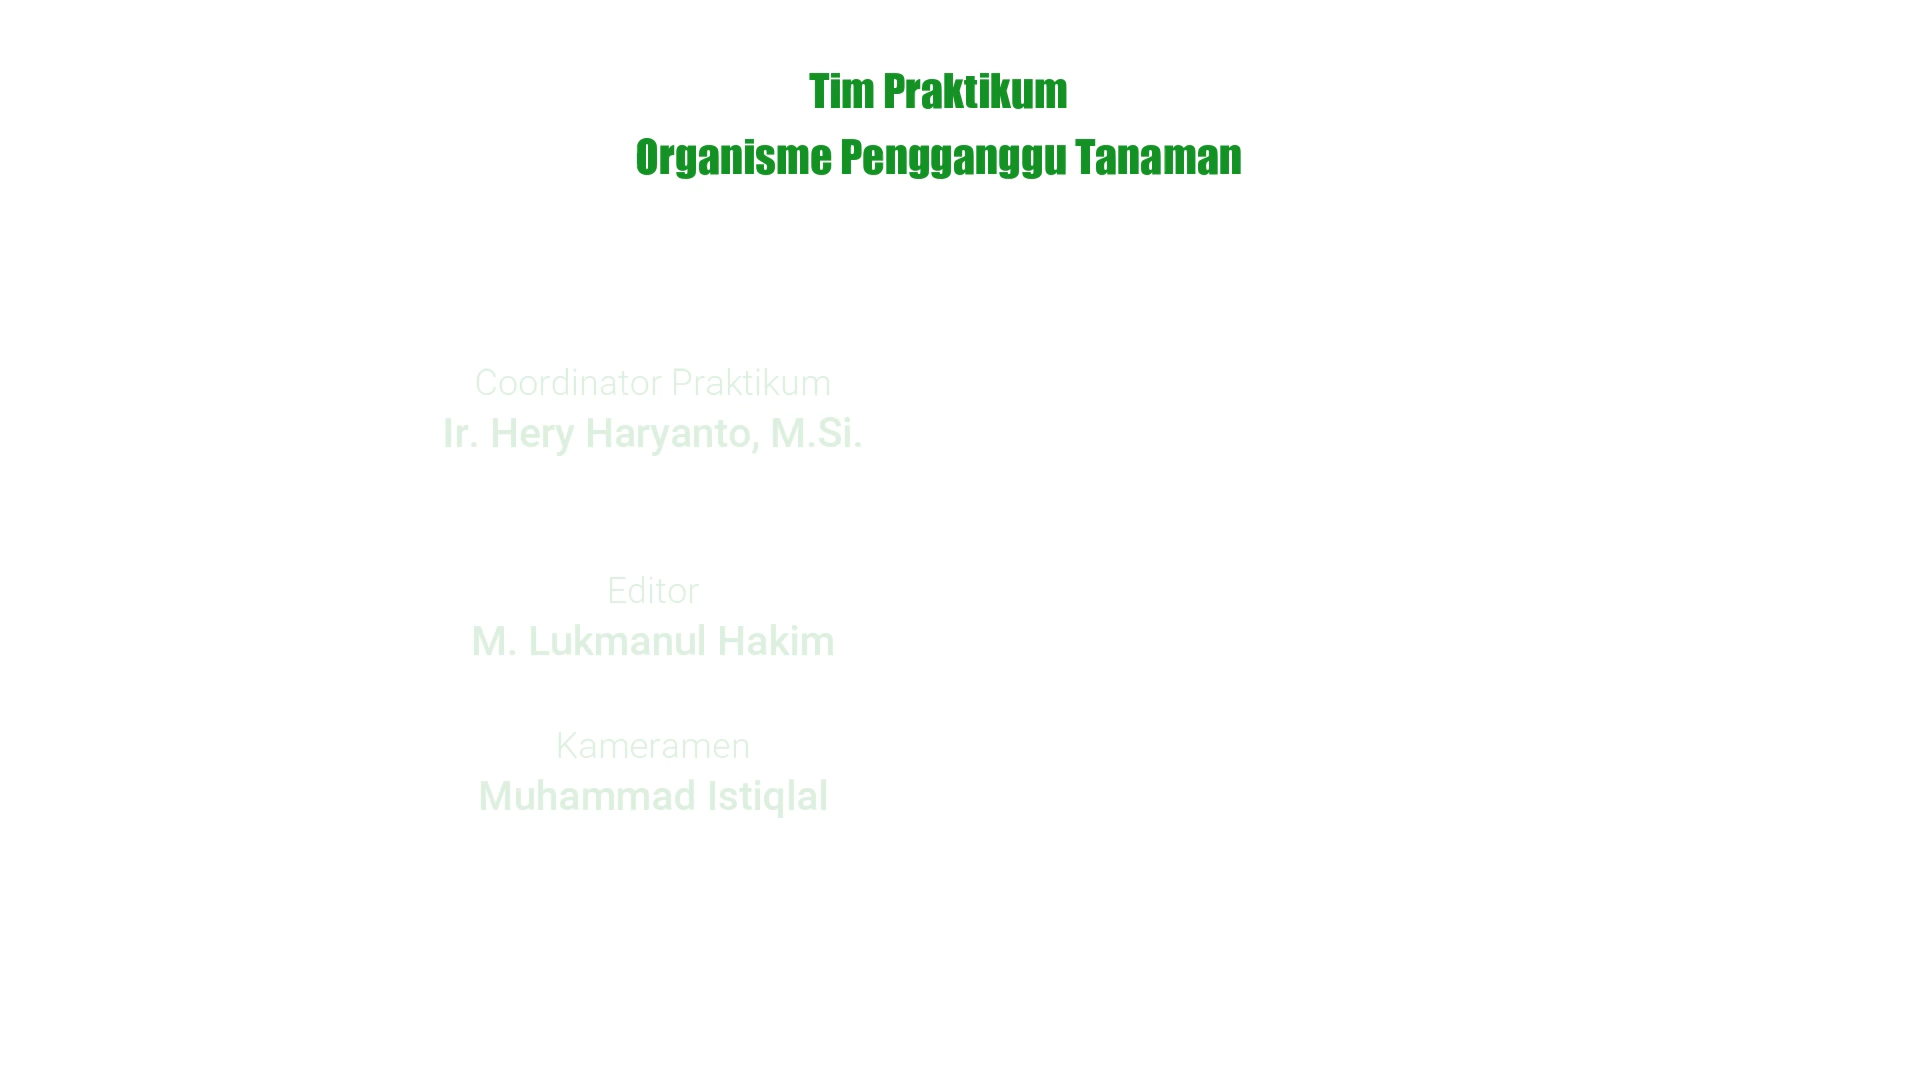 Tim Praktikum
Organisme Pengganggu Tanaman
Coordinator Praktikum
Ir. Hery Haryanto, M.Si.
Editor
M. Lukmanul Hakim
Kameramen
Muhammad Istiqlal